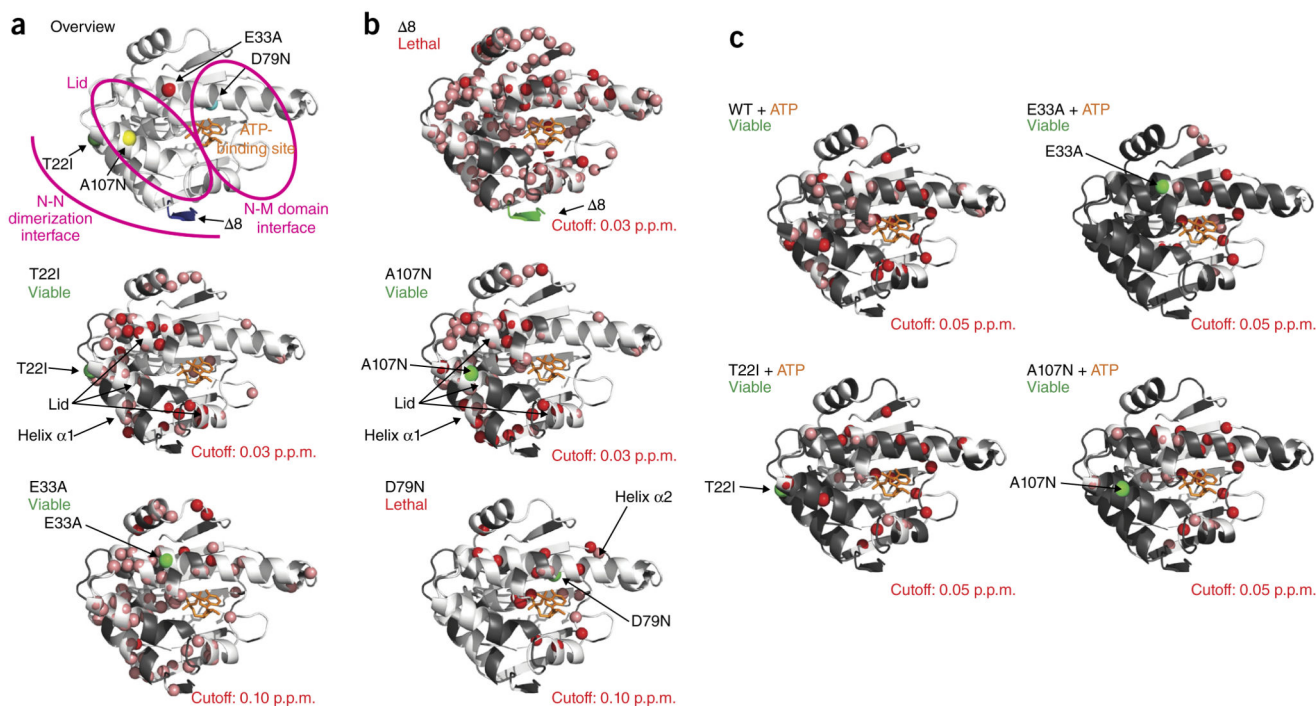 a
Overview
E33A
D79N
Lid
ATP-
binding site
T22I
A107N
N-N
dimerization
interface
N-M domain
interface
Δ8
T22I
Viable
T22I
Lid
Helix α1
Cutoff: 0.03 p.p.m.
E33A
Viable
E33A
Cutoff: 0.10 p.p.m.
b
Δ8
Lethal
Δ8
Cutoff: 0.03 p.p.m.
A107N
Viable
A107N
Lid
Helix α1
Cutoff: 0.03 p.p.m.
D79N
Lethal
Helix α2
D79N
Cutoff: 0.10 p.p.m.
c
WT + ATP
Viable
Cutoff: 0.05 p.p.m.
E33A + ATP
Viable
E33A
Cutoff: 0.05 p.p.m.
T22I + ATP
Viable
T22I
Cutoff: 0.05 p.p.m.
A107N + ATP
Viable
A107N
Cutoff: 0.05 p.p.m.